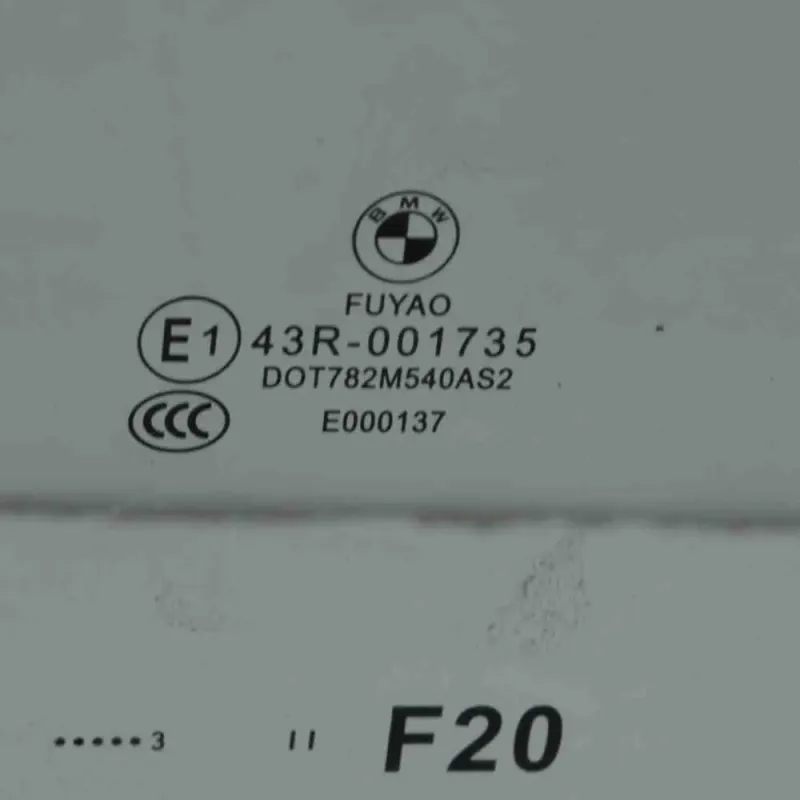 BMW
FUYAO
E1 43R-001735
DOT782M540AS2
CCC E000137
·····3 II F20